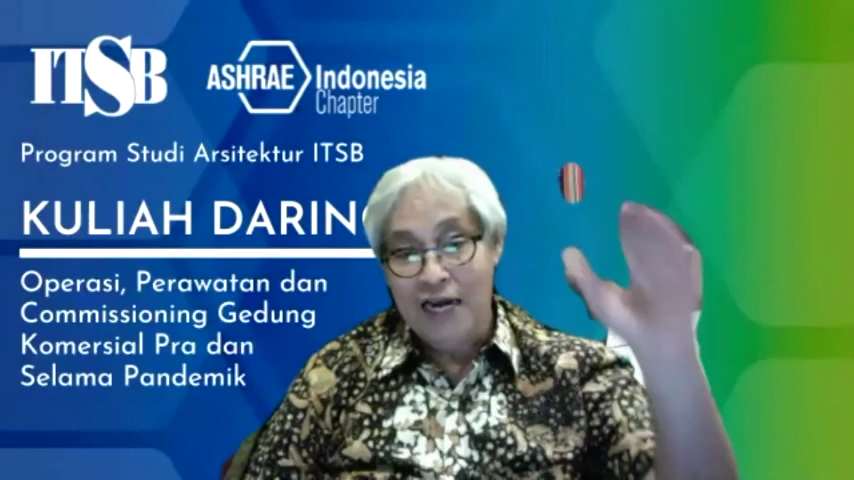 ITSB
ASHRAE Indonesia
Chapter
Program Studi Arsitektur ITSB
KULIAH DARING
Operasi, Perawatan dan
Commissioning Gedung
Komersial Pra dan
Selama Pandemik